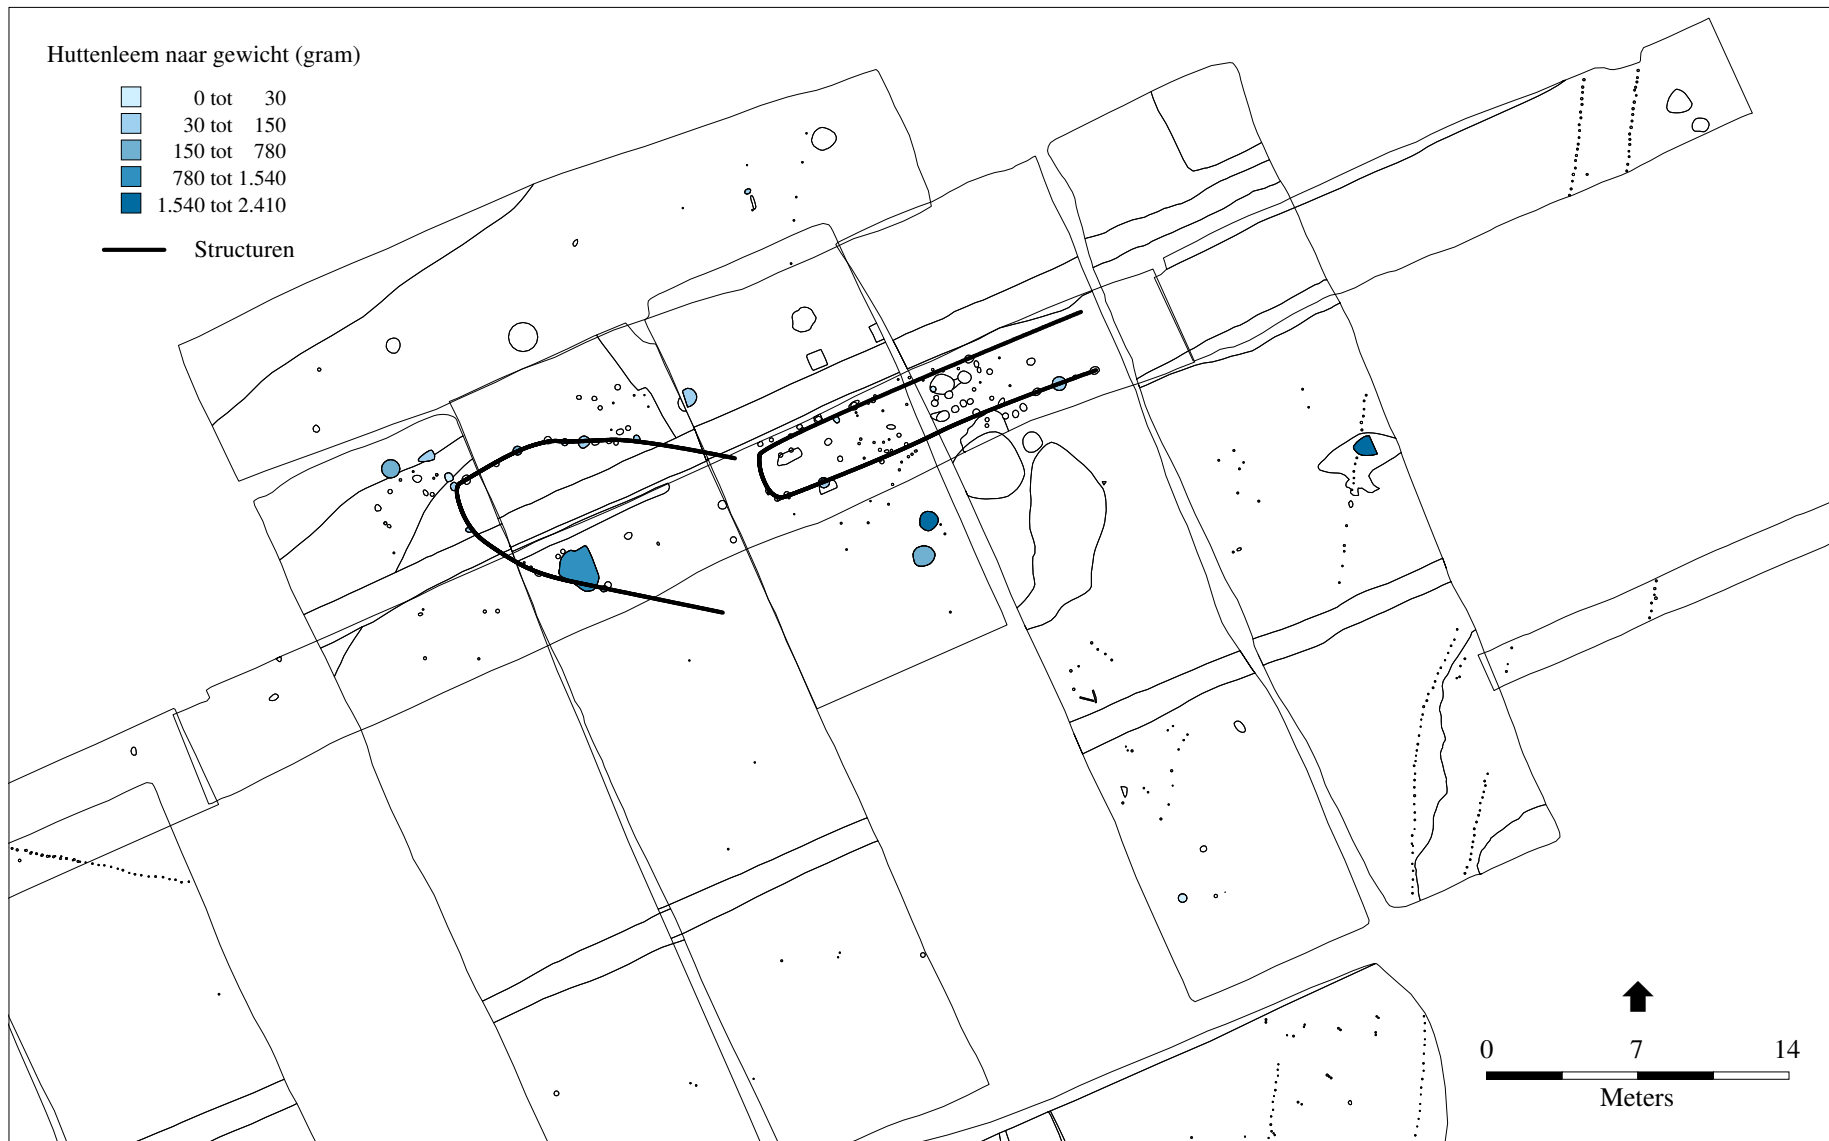 Huttenleem naar gewicht (gram)
0 tot 30
30 tot 150
150 tot 780
780 tot 1.540
1.540 tot 2.410
Structuren
0 7 14
Meters